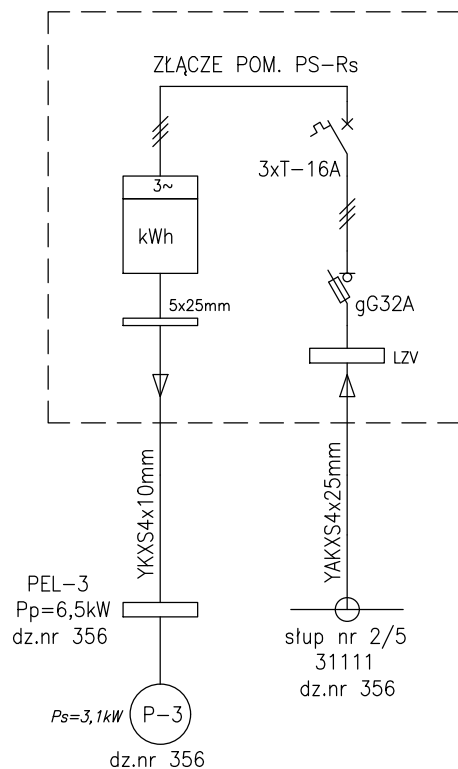 ZŁĄCZE POM. PS-Rs
3~
kWh
3xT-16A
gG32A
5x25mm
LZV
YKXS4x10mm
YAKXS4x25mm
PEL-3
Pp=6,5kW
dz.nr 356
słup nr 2/5
31111
dz.nr 356
Ps=3,1kW
P-3
dz.nr 356